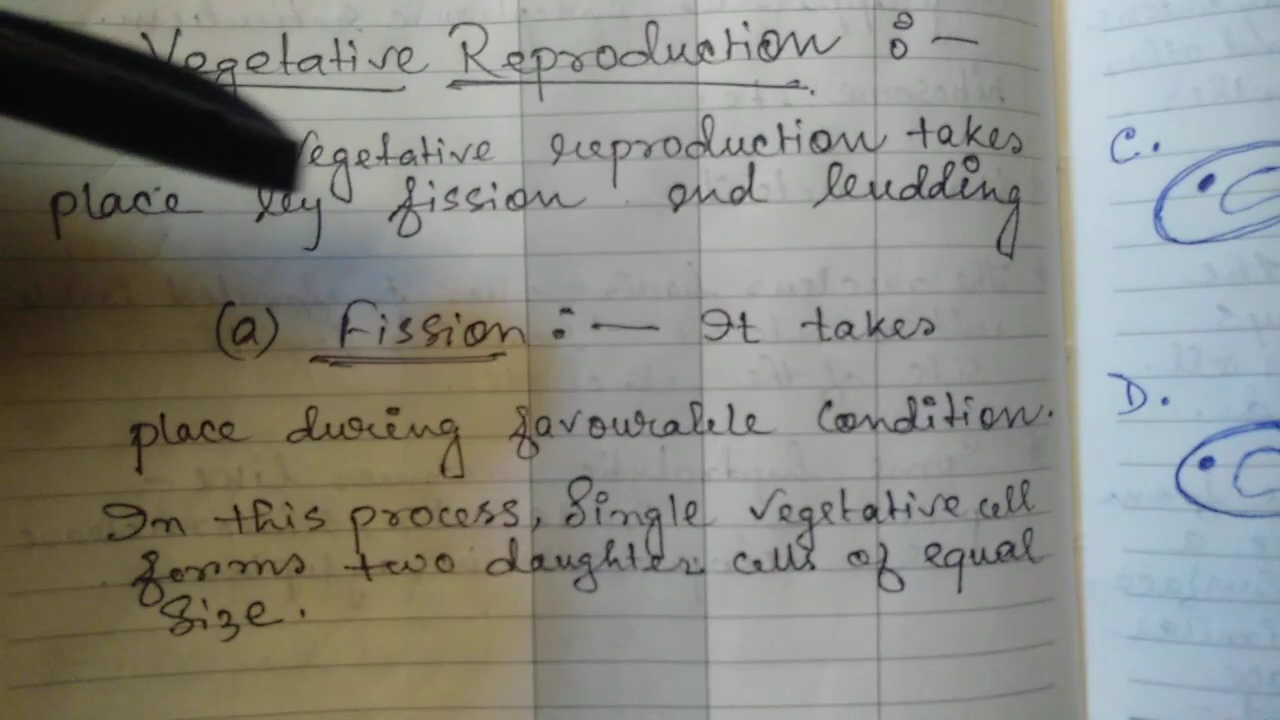 Vegetative Reproduction :—
Vegetative reproduction takes
place by fission and budding
(a) Fission :— It takes
place during favourable Condition.
In this process, Single vegetative cell
forms two daughter cells of equal
Size.
C.
D.